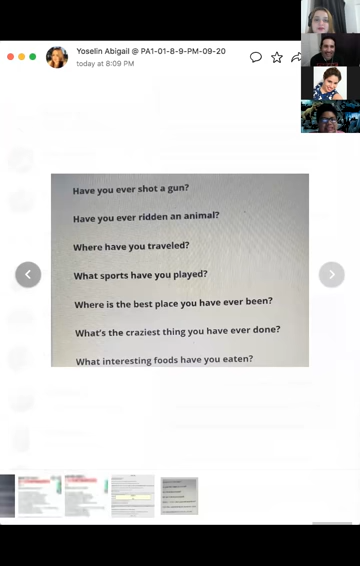 Yoselin Abigail @ PA1-01-8-9-PM-09-20
today at 8:09 PM
Have you ever shot a gun?
Have you ever ridden an animal?
Where have you traveled?
What sports have you played?
Where is the best place you have ever been?
What's the craziest thing you have ever done?
What interesting foods have you eaten?